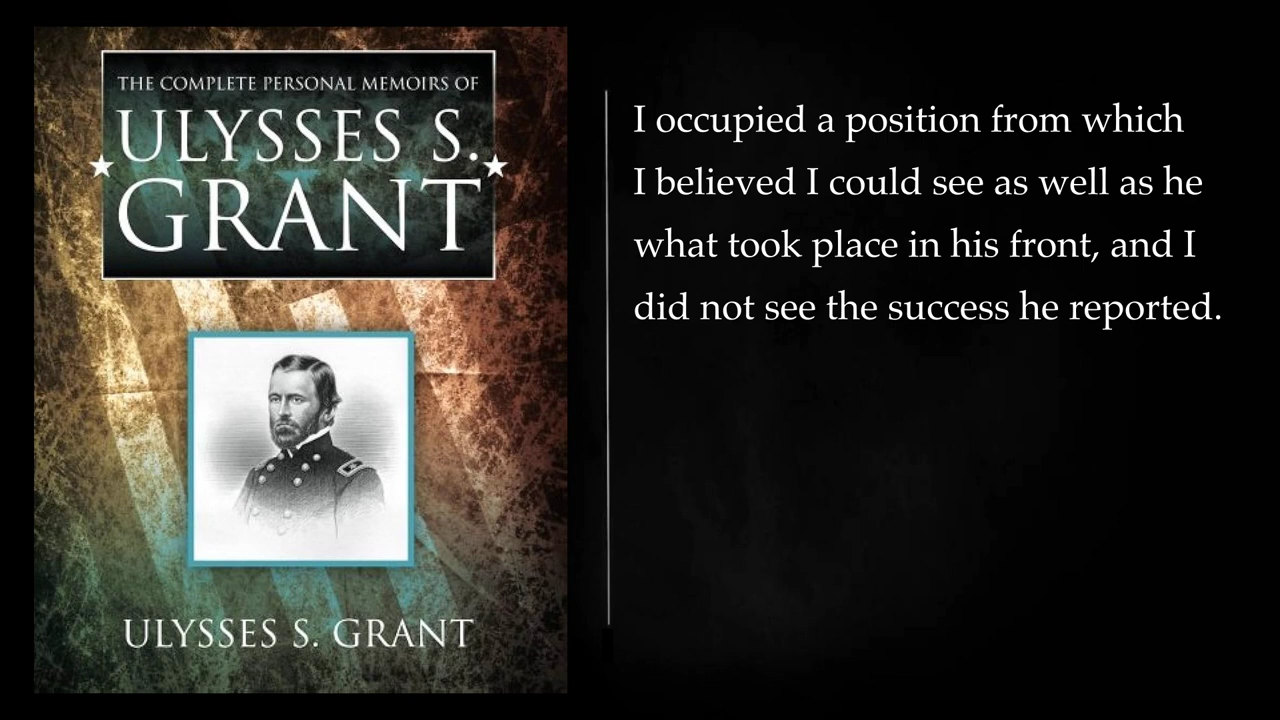 THE COMPLETE PERSONAL MEMOIRS OF
ULYSSES S.
GRANT
ULYSSES S. GRANT
I occupied a position from which
I believed I could see as well as he
what took place in his front, and I
did not see the success he reported.